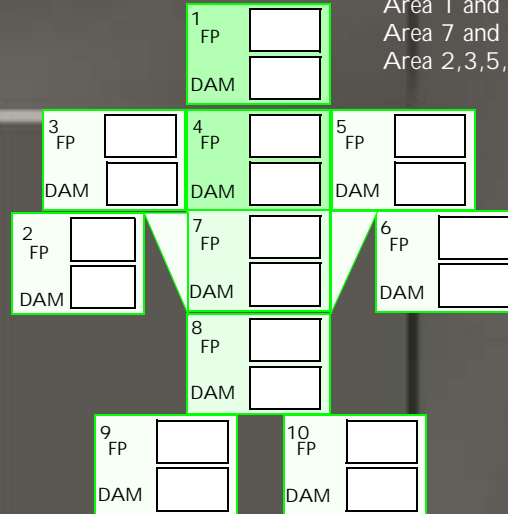 Area 1 and
Area 7 and
Area 2,3,5,
1
FP
DAM
3
FP
DAM
4
FP
DAM
5
FP
DAM
2
FP
DAM
7
FP
DAM
6
FP
DAM
8
FP
DAM
9
FP
DAM
10
FP
DAM